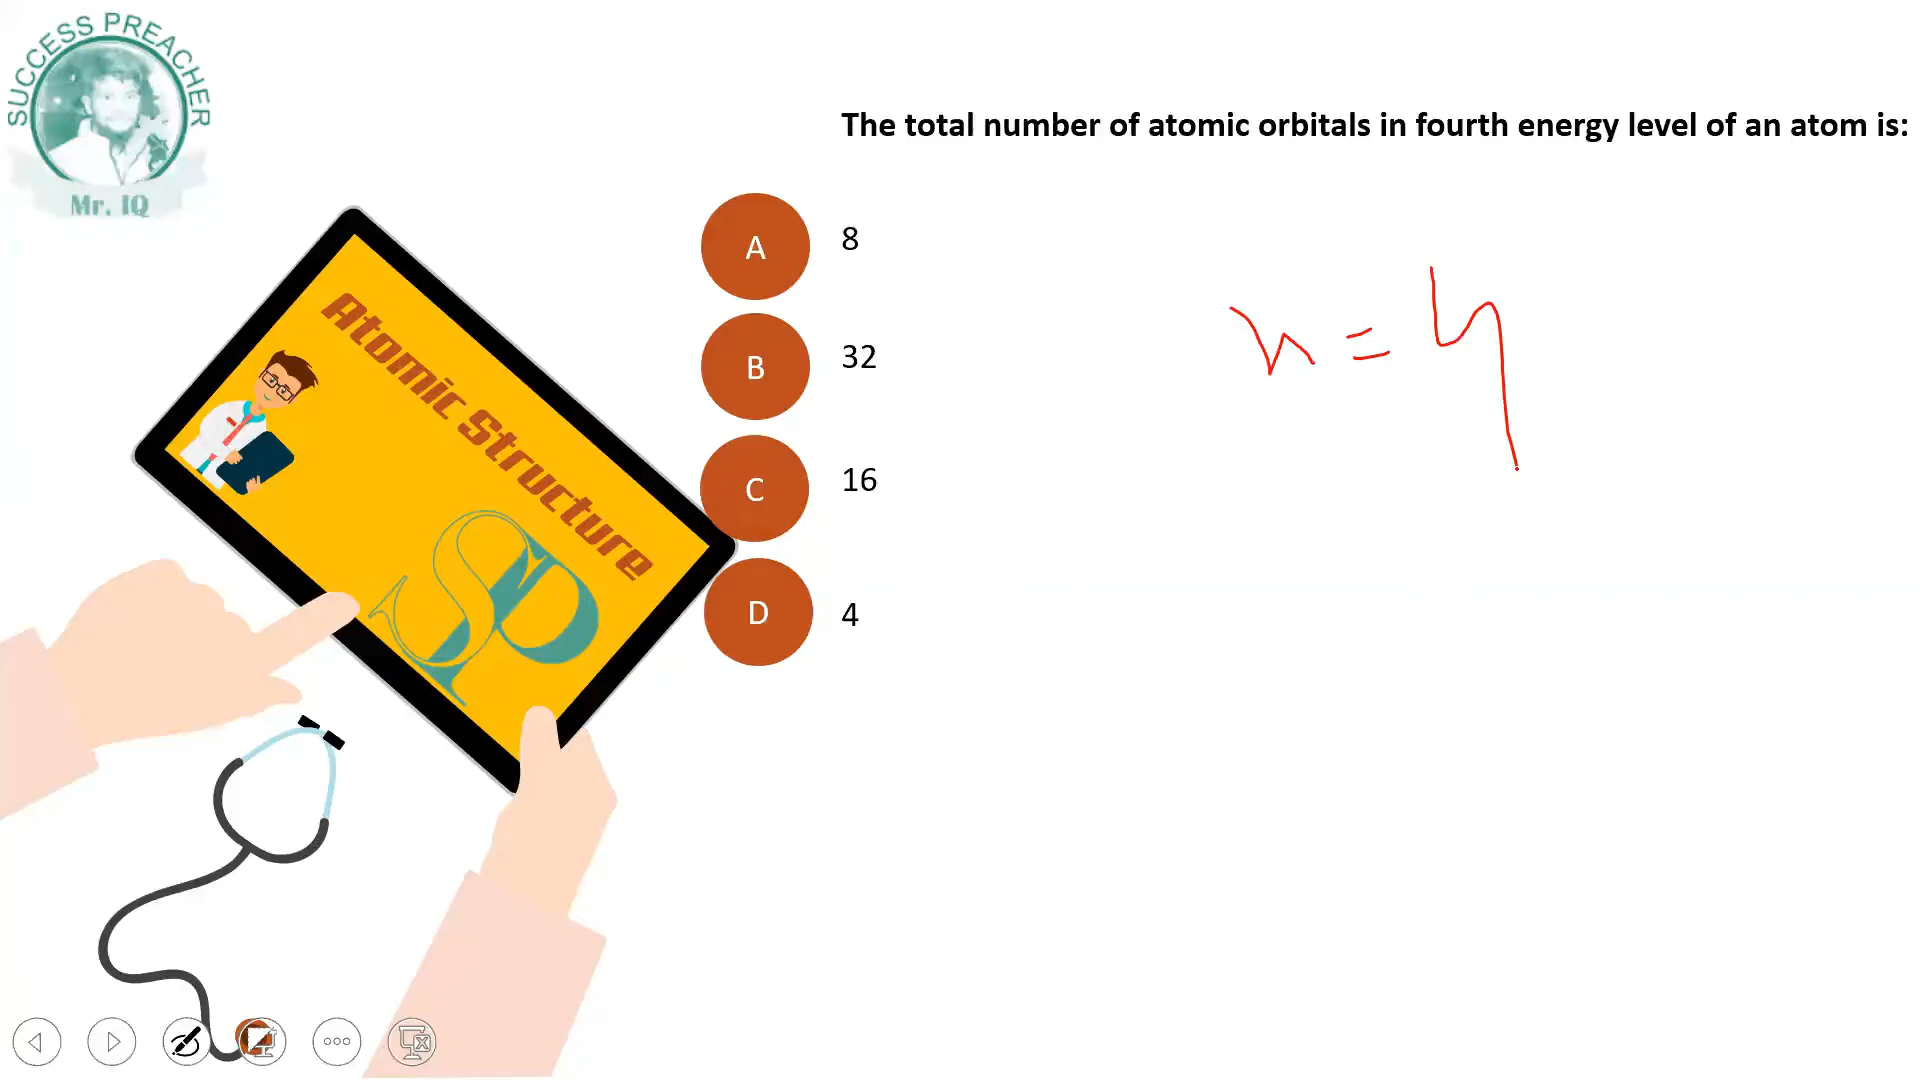 SUCCESS PREACHER
Mr. IQ
The total number of atomic orbitals in fourth energy level of an atom is:
A 8
B 32
C 16
D 4
n = 4
Atomic Structure
SP